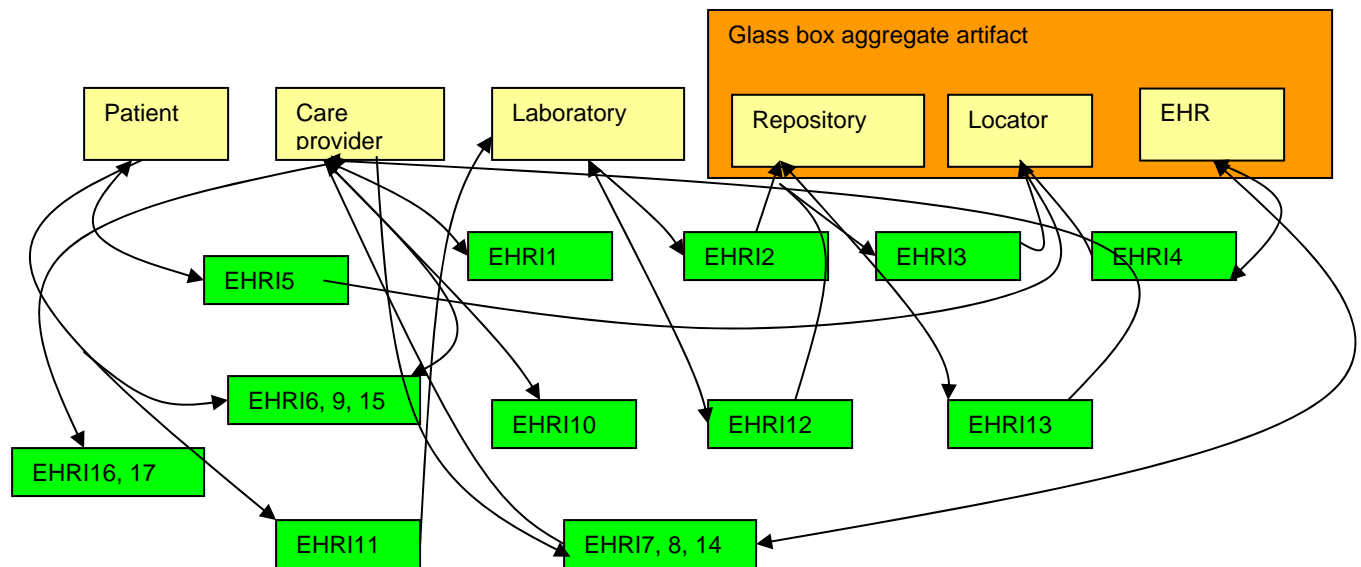 Glass box aggregate artifact
Patient
Care
provider
Laboratory
Repository
Locator
EHR
EHRI1
EHRI2
EHRI3
EHRI4
EHRI5
EHRI6, 9, 15
EHRI10
EHRI12
EHRI13
EHRI16, 17
EHRI11
EHRI7, 8, 14